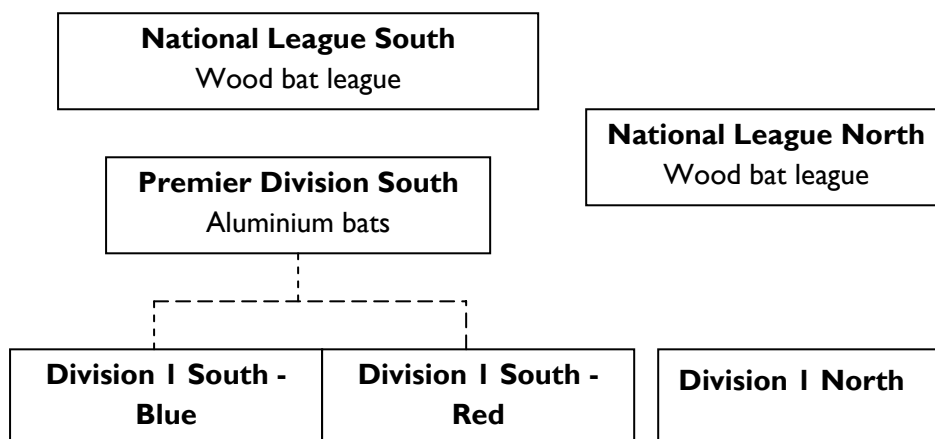 National League South
Wood bat league
National League North
Wood bat league
Premier Division South
Aluminium bats
Division 1 South -
Blue
Division 1 South -
Red
Division 1 North